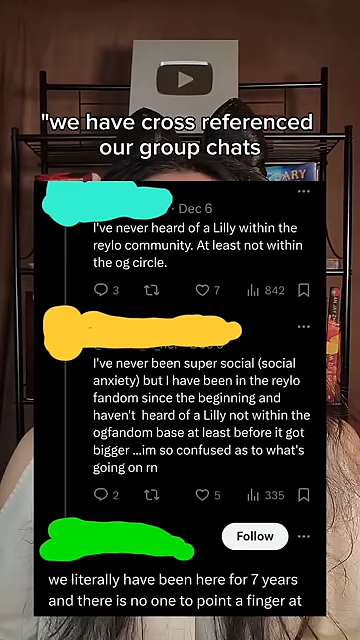 "we have cross referenced
our group chats
· Dec 6
I've never heard of a Lilly within the
reylo community. At least not within
the og circle.
3 7 842
I've never been super social (social
anxiety) but I have been in the reylo
fandom since the beginning and
haven't heard of a Lilly not within the
ogfandom base at least before it got
bigger ...im so confused as to what's
going on rn
2 5 335
Follow
we literally have been here for 7 years
and there is no one to point a finger at